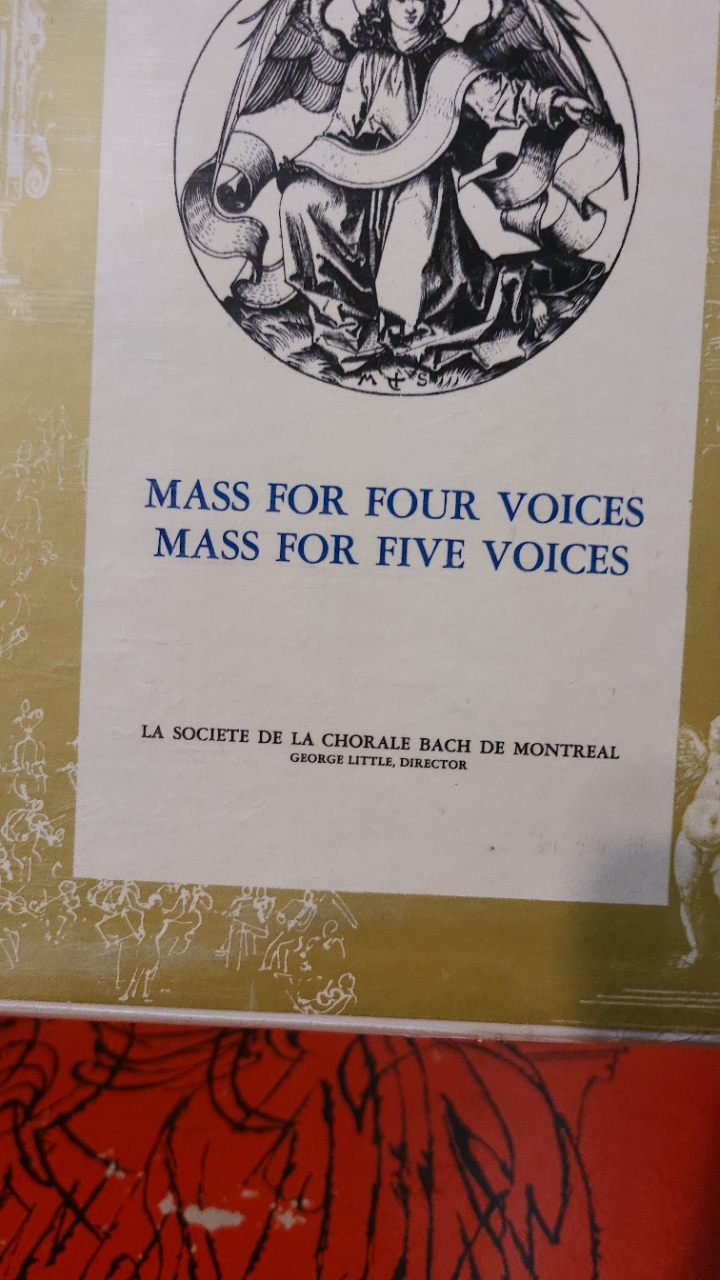 M + S
MASS FOR FOUR VOICES
MASS FOR FIVE VOICES
LA SOCIETE DE LA CHORALE BACH DE MONTREAL
GEORGE LITTLE, DIRECTOR